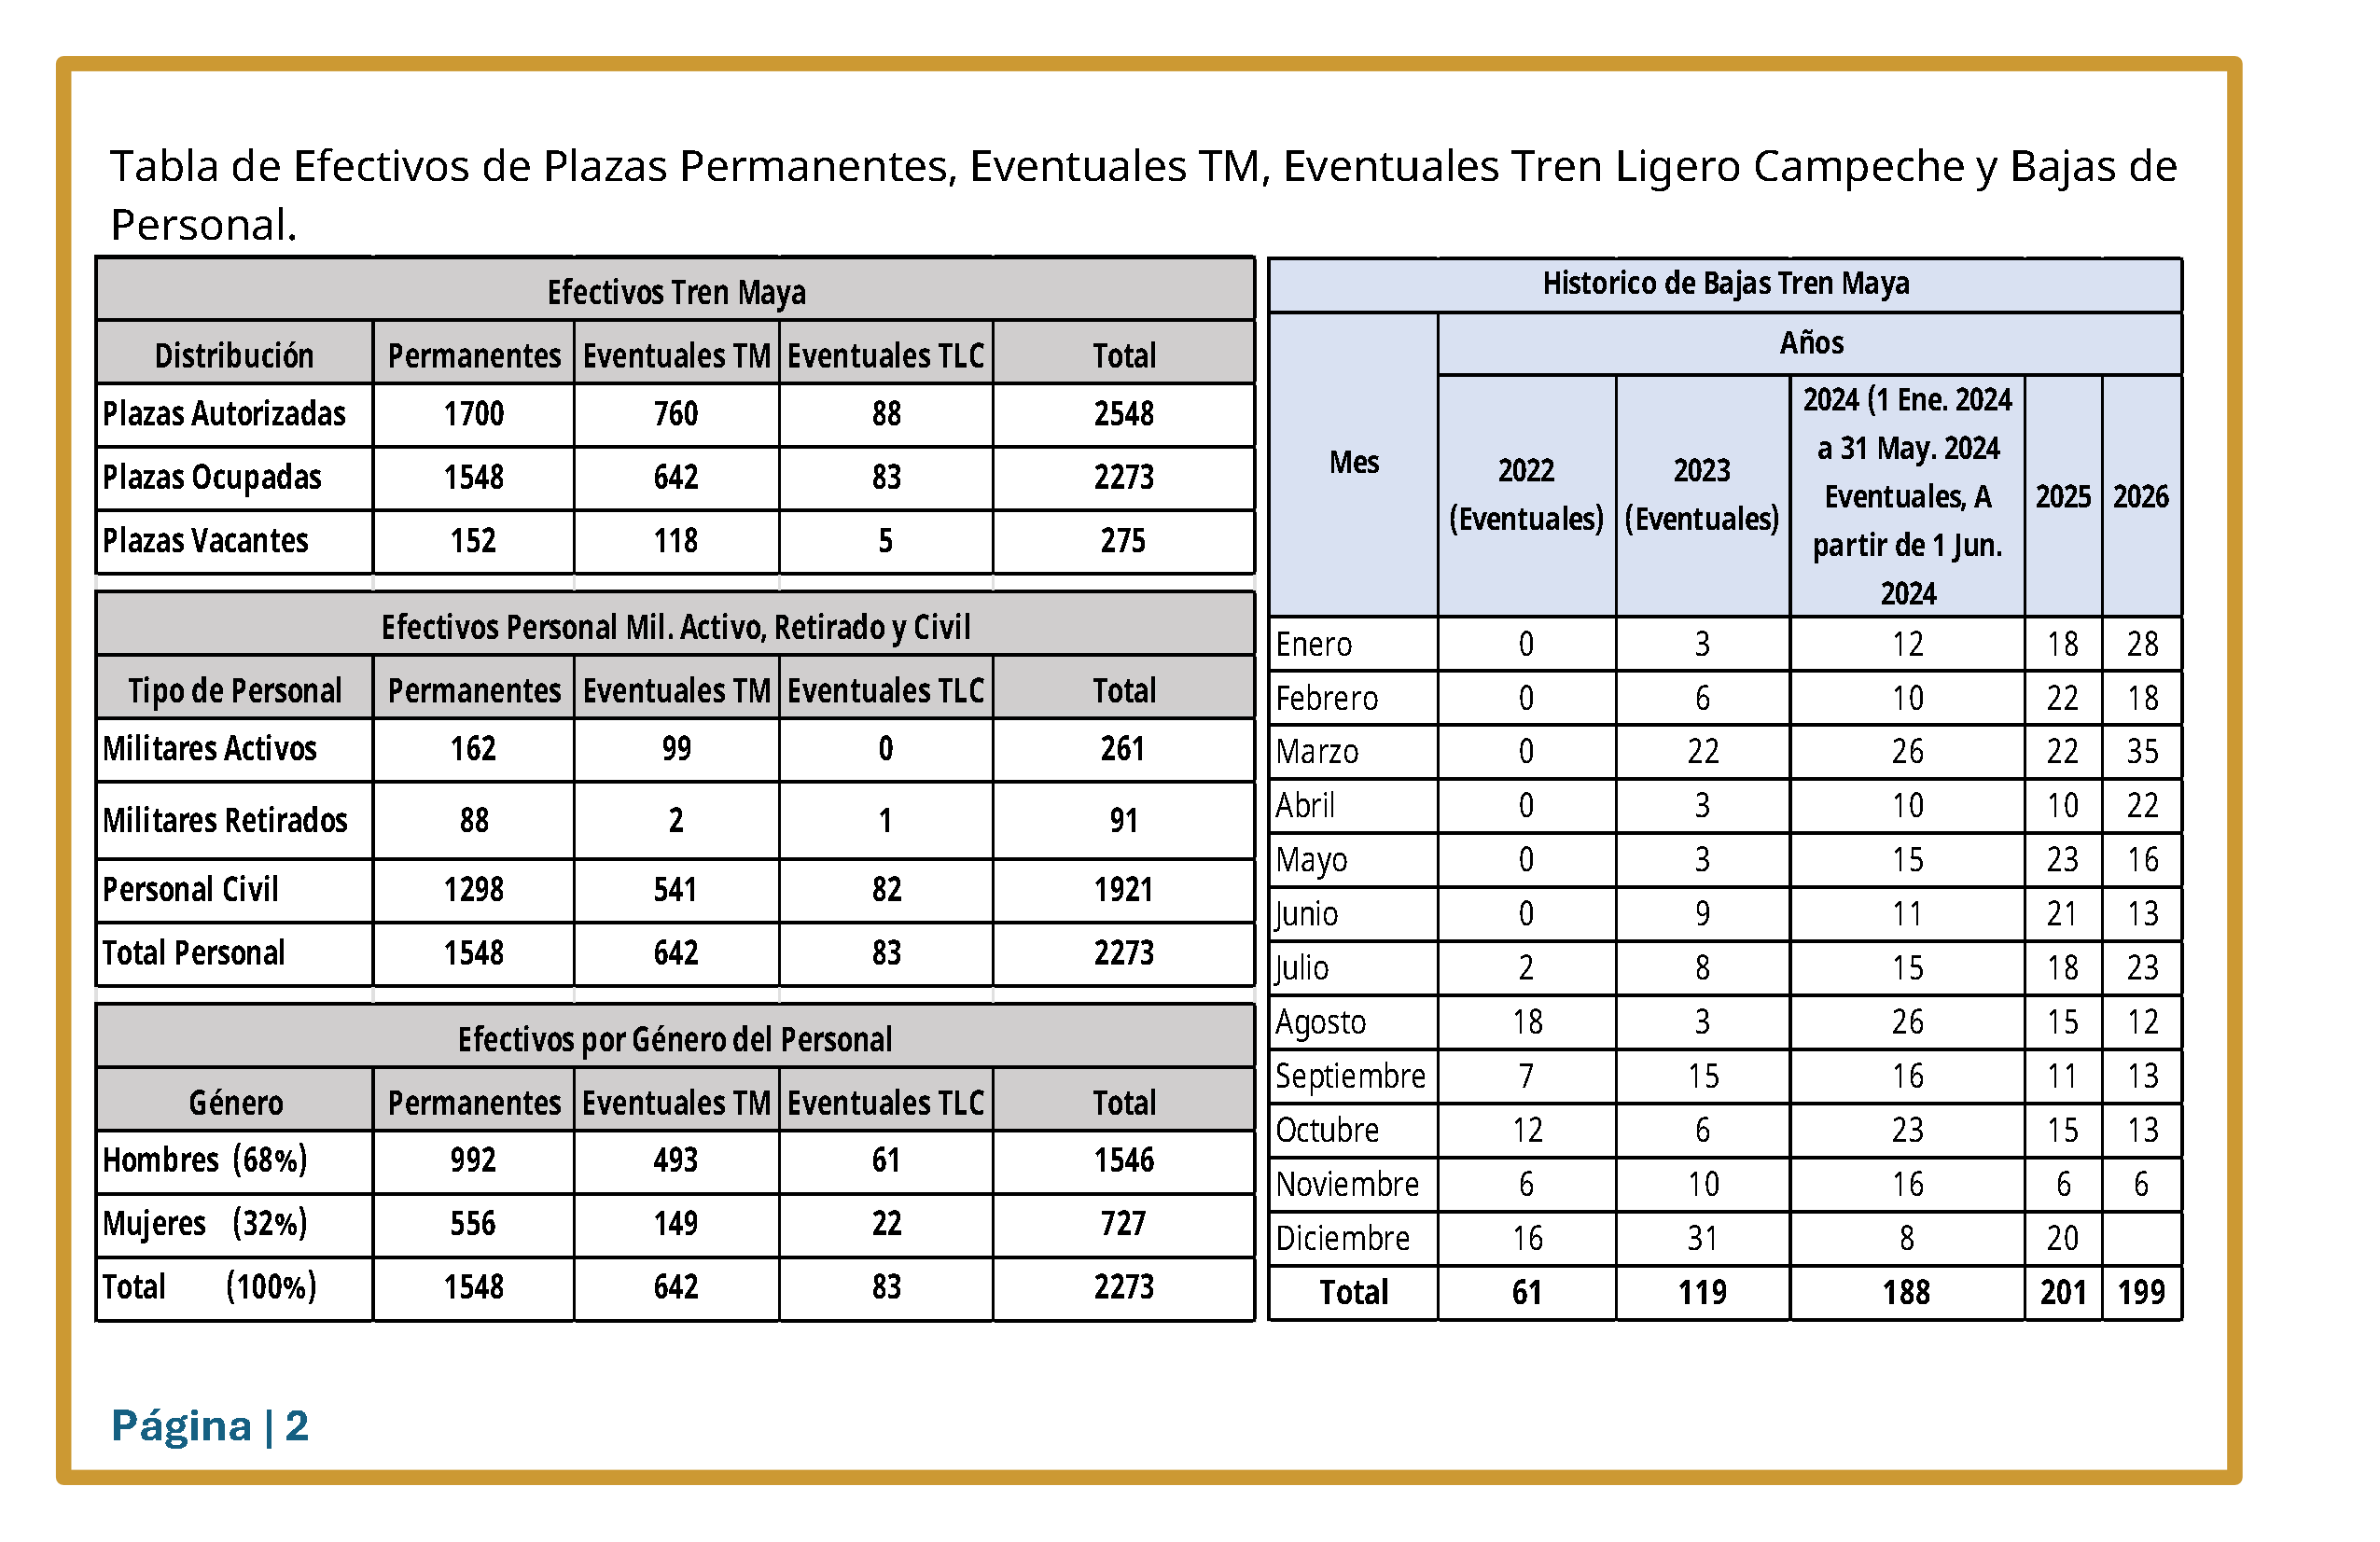 Tabla de Efectivos de Plazas Permanentes, Eventuales TM, Eventuales Tren Ligero Campeche y Bajas de
Personal.
Efectivos Tren Maya
Distribución Permanentes Eventuales TM Eventuales TLC Total
Plazas Autorizadas 1700 760 88 2548
Plazas Ocupadas 1548 642 83 2273
Plazas Vacantes 152 118 5 275
Efectivos Personal Mil. Activo, Retirado y Civil
Tipo de Personal Permanentes Eventuales TM Eventuales TLC Total
Militares Activos 162 99 0 261
Militares Retirados 88 2 1 91
Personal Civil 1298 541 82 1921
Total Personal 1548 642 83 2273
Efectivos por Género del Personal
Género Permanentes Eventuales TM Eventuales TLC Total
Hombres (68%) 992 493 61 1546
Mujeres (32%) 556 149 22 727
Total (100%) 1548 642 83 2273
Historico de Bajas Tren Maya
Mes
Años
2022
(Eventuales)
2023
(Eventuales)
2024 (1 Ene. 2024
a 31 May. 2024
Eventuales, A
partir de 1 Jun.
2024
2025
2026
Enero 0 3 12 18 28
Febrero 0 6 10 22 18
Marzo 0 22 26 22 35
Abril 0 3 10 10 22
Mayo 0 3 15 23 16
Junio 0 9 11 21 13
Julio 2 8 15 18 23
Agosto 18 3 26 15 12
Septiembre 7 15 16 11 13
Octubre 12 6 23 15 13
Noviembre 6 10 16 6 6
Diciembre 16 31 8 20
Total 61 119 188 201 199
Página | 2